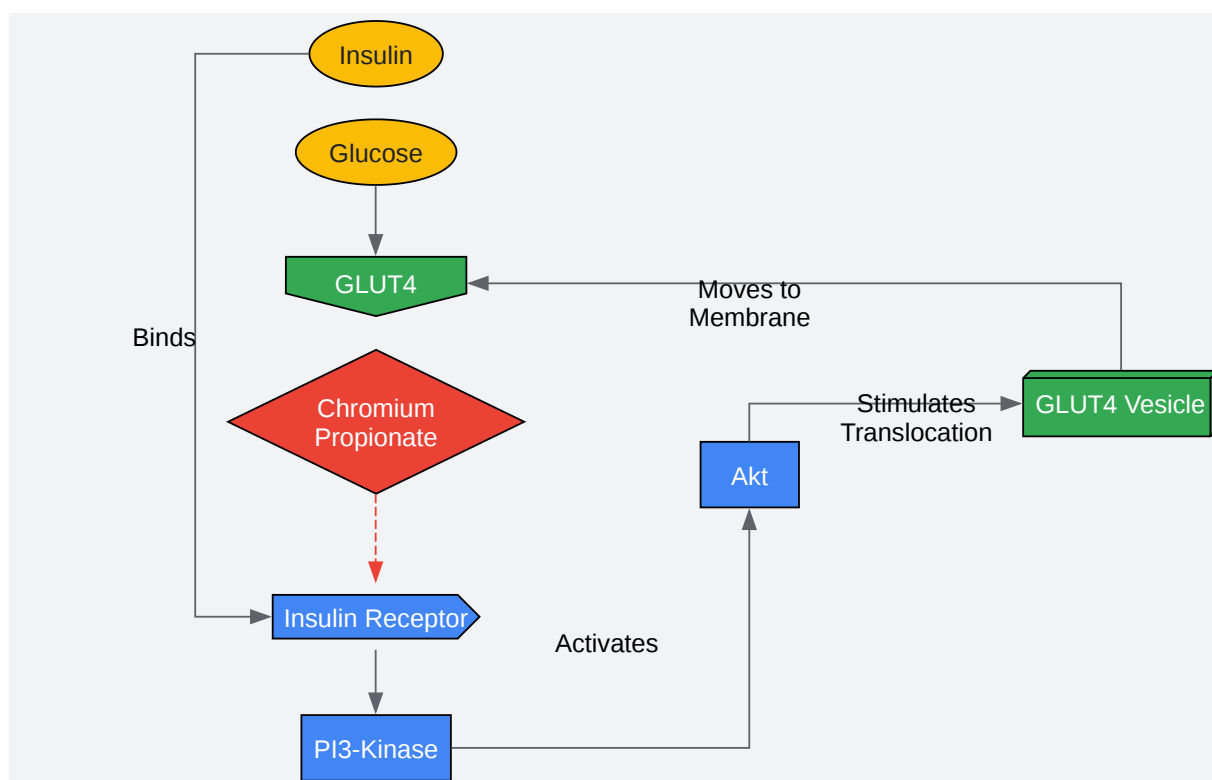 Insulin
Glucose
GLUT4
Moves to
Membrane
Binds
Chromium
Propionate
Stimulates
Translocation
GLUT4 Vesicle
Akt
Insulin Receptor
Activates
PI3-Kinase